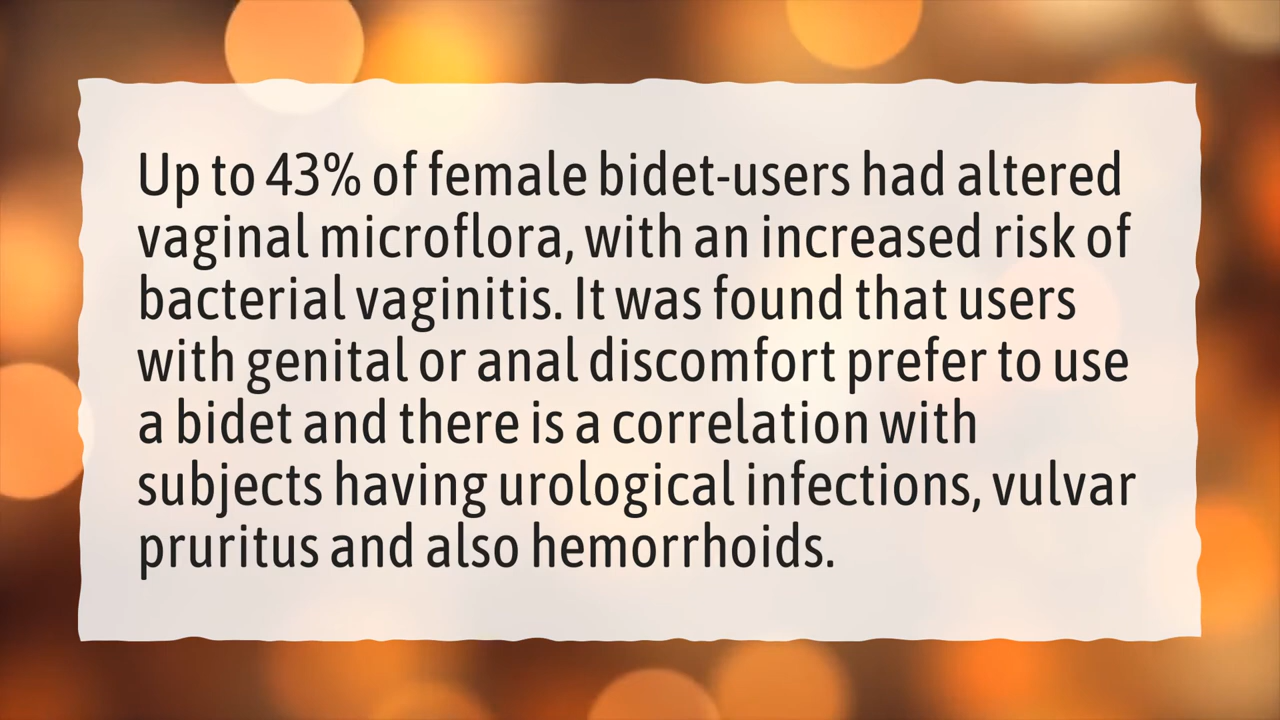 Up to 43% of female bidet-users had altered
vaginal microflora, with an increased risk of
bacterial vaginitis. It was found that users
with genital or anal discomfort prefer to use
a bidet and there is a correlation with
subjects having urological infections, vulvar
pruritus and also hemorrhoids.